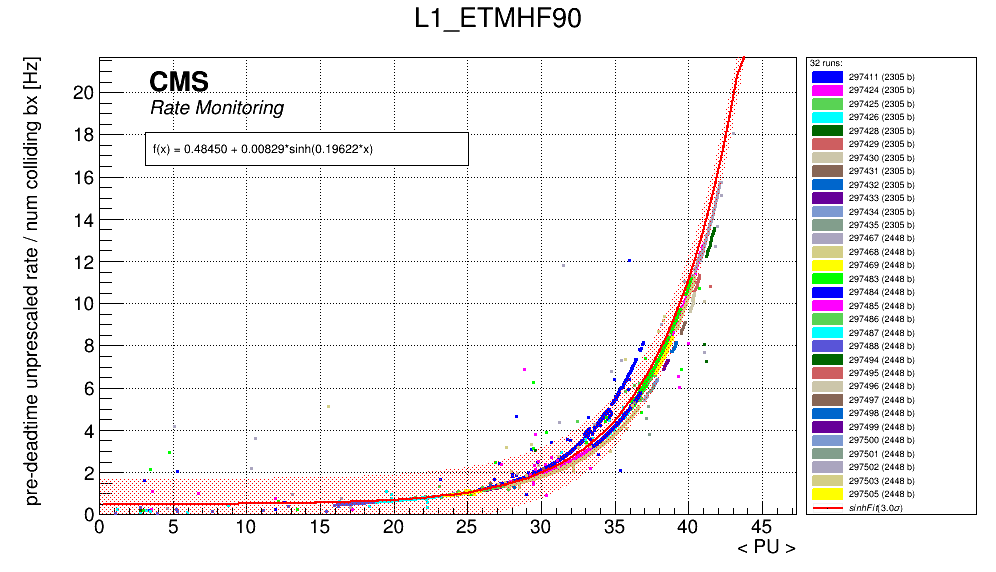 L1_ETMHF90
pre-deadtime unprescaled rate / num colliding bx [Hz]
CMS
Rate Monitoring
f(x) = 0.48450 + 0.00829*sinh(0.19622*x)
20
18
16
14
12
10
8
6
4
2
0
0 5 10 15 20 25 30 35 40 45
< PU >
32 runs:
297411 (2305 b)
297424 (2305 b)
297425 (2305 b)
297426 (2305 b)
297428 (2305 b)
297429 (2305 b)
297430 (2305 b)
297431 (2305 b)
297432 (2305 b)
297433 (2305 b)
297434 (2305 b)
297435 (2305 b)
297467 (2448 b)
297468 (2448 b)
297469 (2448 b)
297483 (2448 b)
297484 (2448 b)
297485 (2448 b)
297486 (2448 b)
297487 (2448 b)
297488 (2448 b)
297494 (2448 b)
297495 (2448 b)
297496 (2448 b)
297497 (2448 b)
297498 (2448 b)
297499 (2448 b)
297500 (2448 b)
297501 (2448 b)
297502 (2448 b)
297503 (2448 b)
297505 (2448 b)
sinhFit(3.0σ)